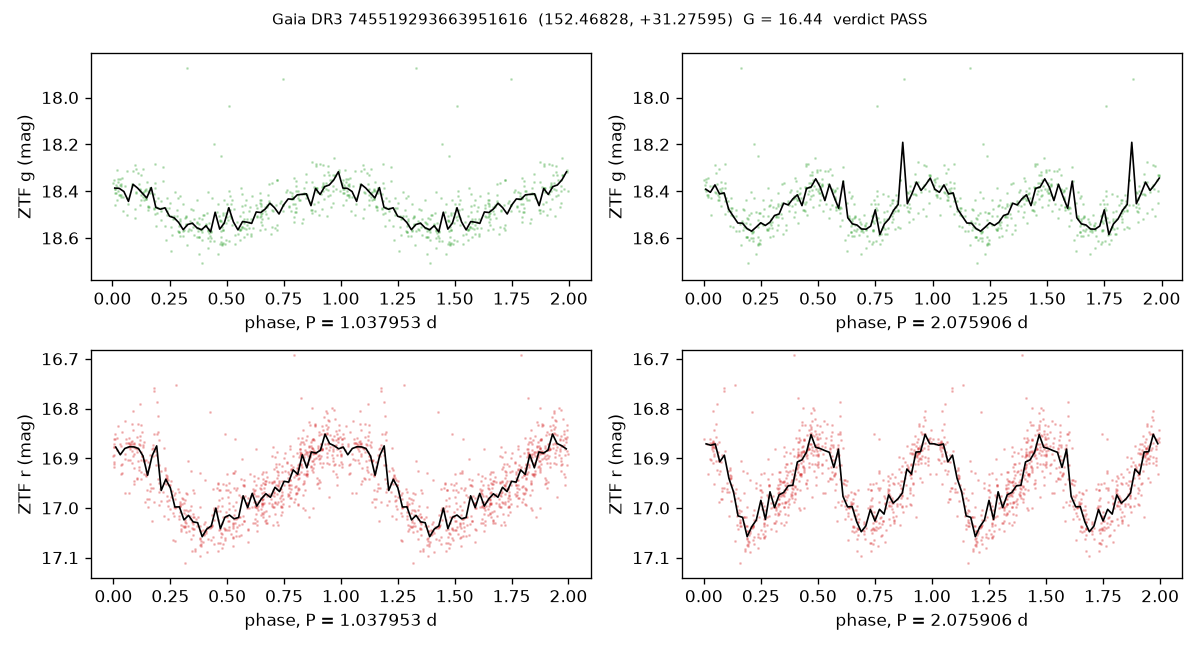 Gaia DR3 745519293663951616 (152.46828, +31.27595) G = 16.44 verdict PASS
ZTF g (mag)
18.0
18.2
18.4
18.6
0.00 0.25 0.50 0.75 1.00 1.25 1.50 1.75 2.00
phase, P = 1.037953 d
ZTF g (mag)
18.0
18.2
18.4
18.6
0.00 0.25 0.50 0.75 1.00 1.25 1.50 1.75 2.00
phase, P = 2.075906 d
ZTF r (mag)
16.7
16.8
16.9
17.0
17.1
0.00 0.25 0.50 0.75 1.00 1.25 1.50 1.75 2.00
phase, P = 1.037953 d
ZTF r (mag)
16.7
16.8
16.9
17.0
17.1
0.00 0.25 0.50 0.75 1.00 1.25 1.50 1.75 2.00
phase, P = 2.075906 d